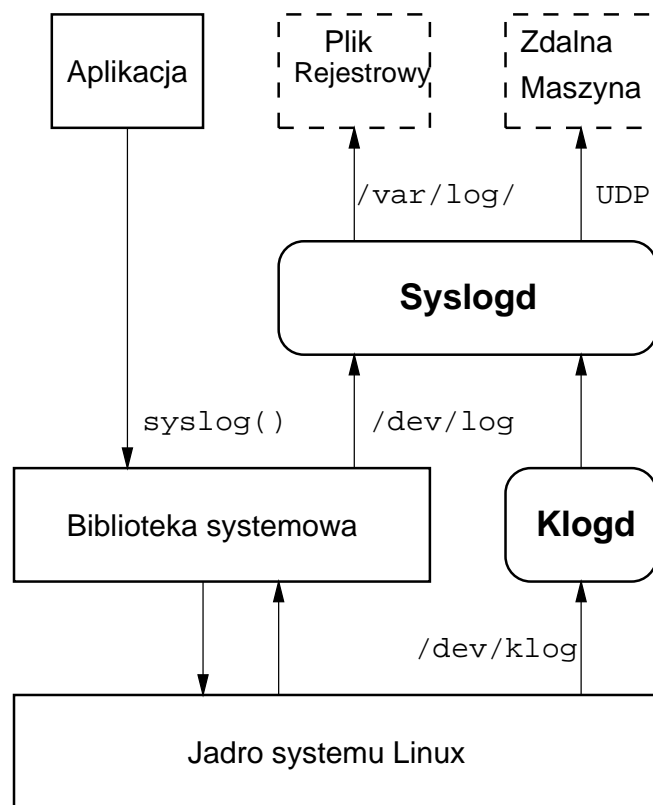 Aplikacja
Plik
Rejestrowy
Zdalna
Maszyna
/var/log/
UDP
Syslogd
syslog()
/dev/log
Biblioteka systemowa
Klogd
/dev/klog
Jadro systemu Linux